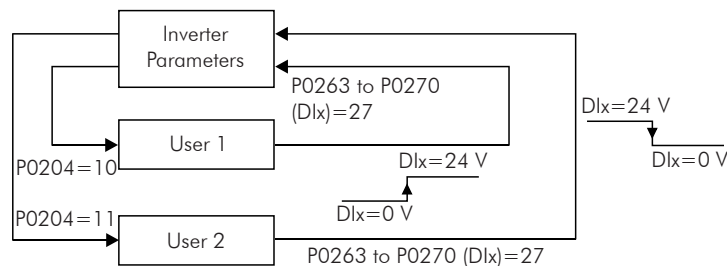 Inverter
Parameters
P0263 to P0270
(DIx)=27
DIx=24 V
User 1
DIx=24 V
DIx=0 V
P0204=10
DIx=0 V
P0204=11
User 2
P0263 to P0270 (DIx)=27